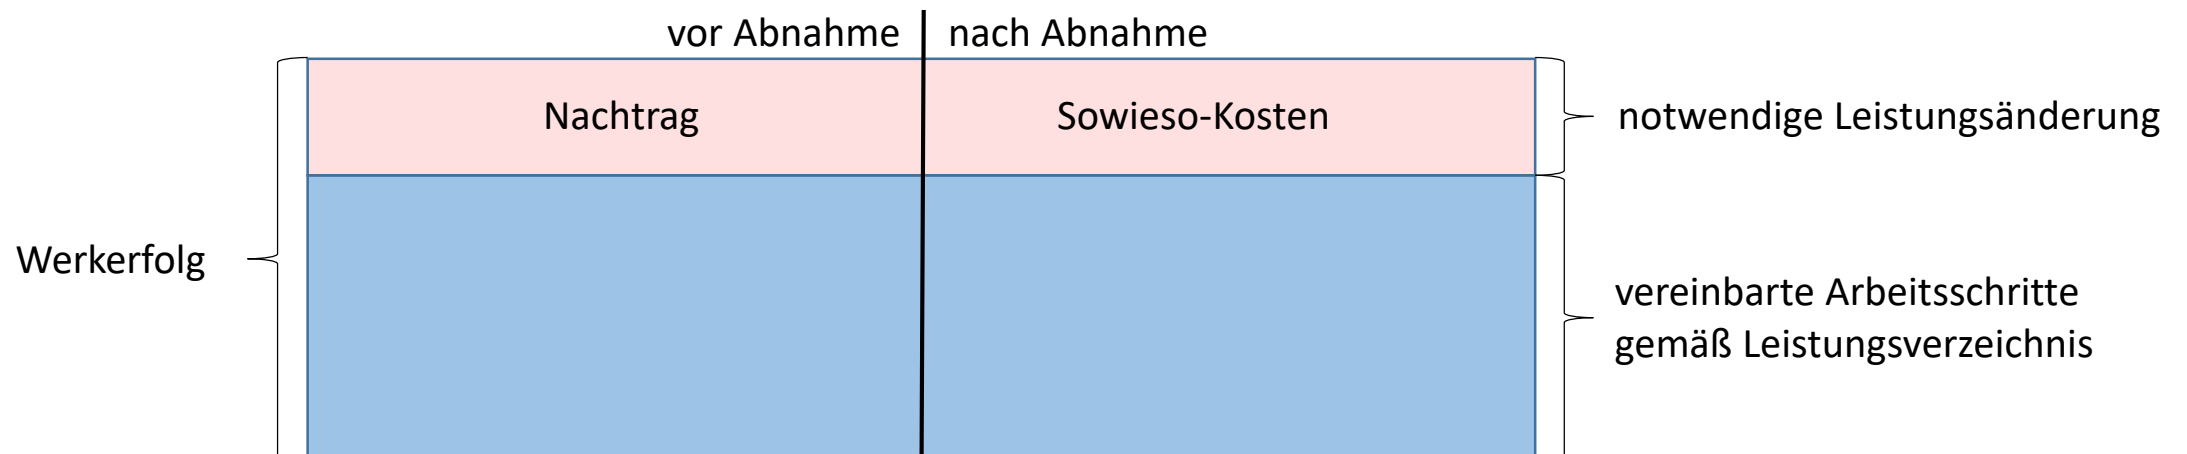 vor Abnahme
nach Abnahme
Nachtrag
Sowieso-Kosten
notwendige Leistungsänderung
Werkerfolg
vereinbarte Arbeitsschritte
gemäß Leistungsverzeichnis